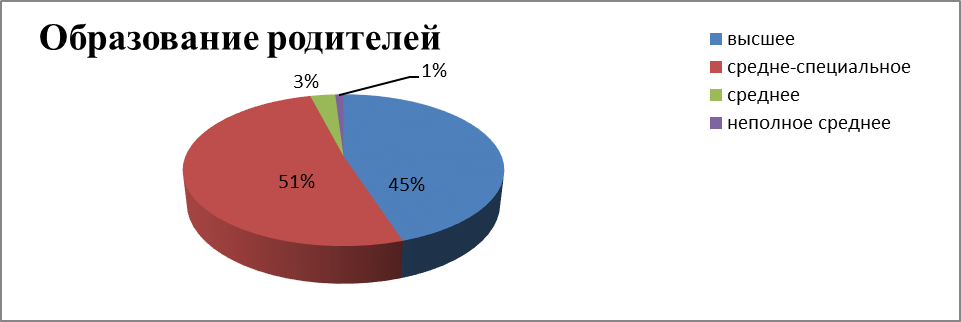 Образование родителей
высшее
средне-специальное
среднее
неполное среднее
3%
1%
51%
45%